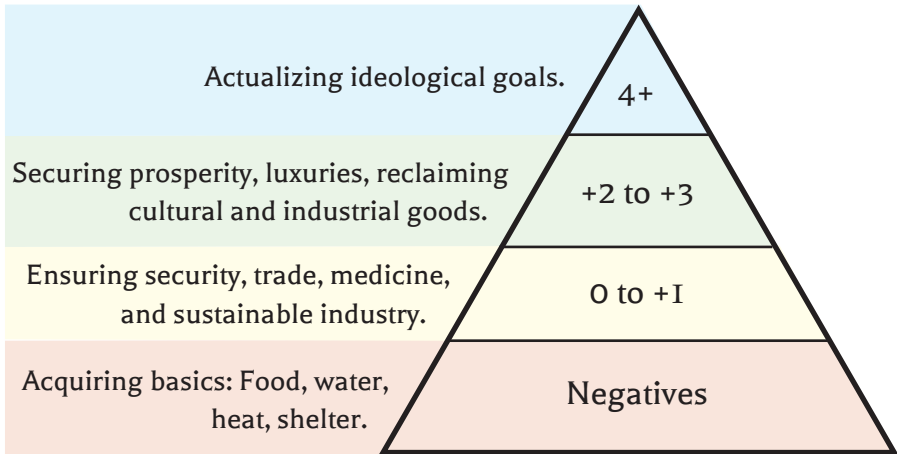 Actualizing ideological goals.
4+
Securing prosperity, luxuries, reclaiming
cultural and industrial goods.
+2 to +3
Ensuring security, trade, medicine,
and sustainable industry.
0 to +1
Acquiring basics: Food, water,
heat, shelter.
Negatives